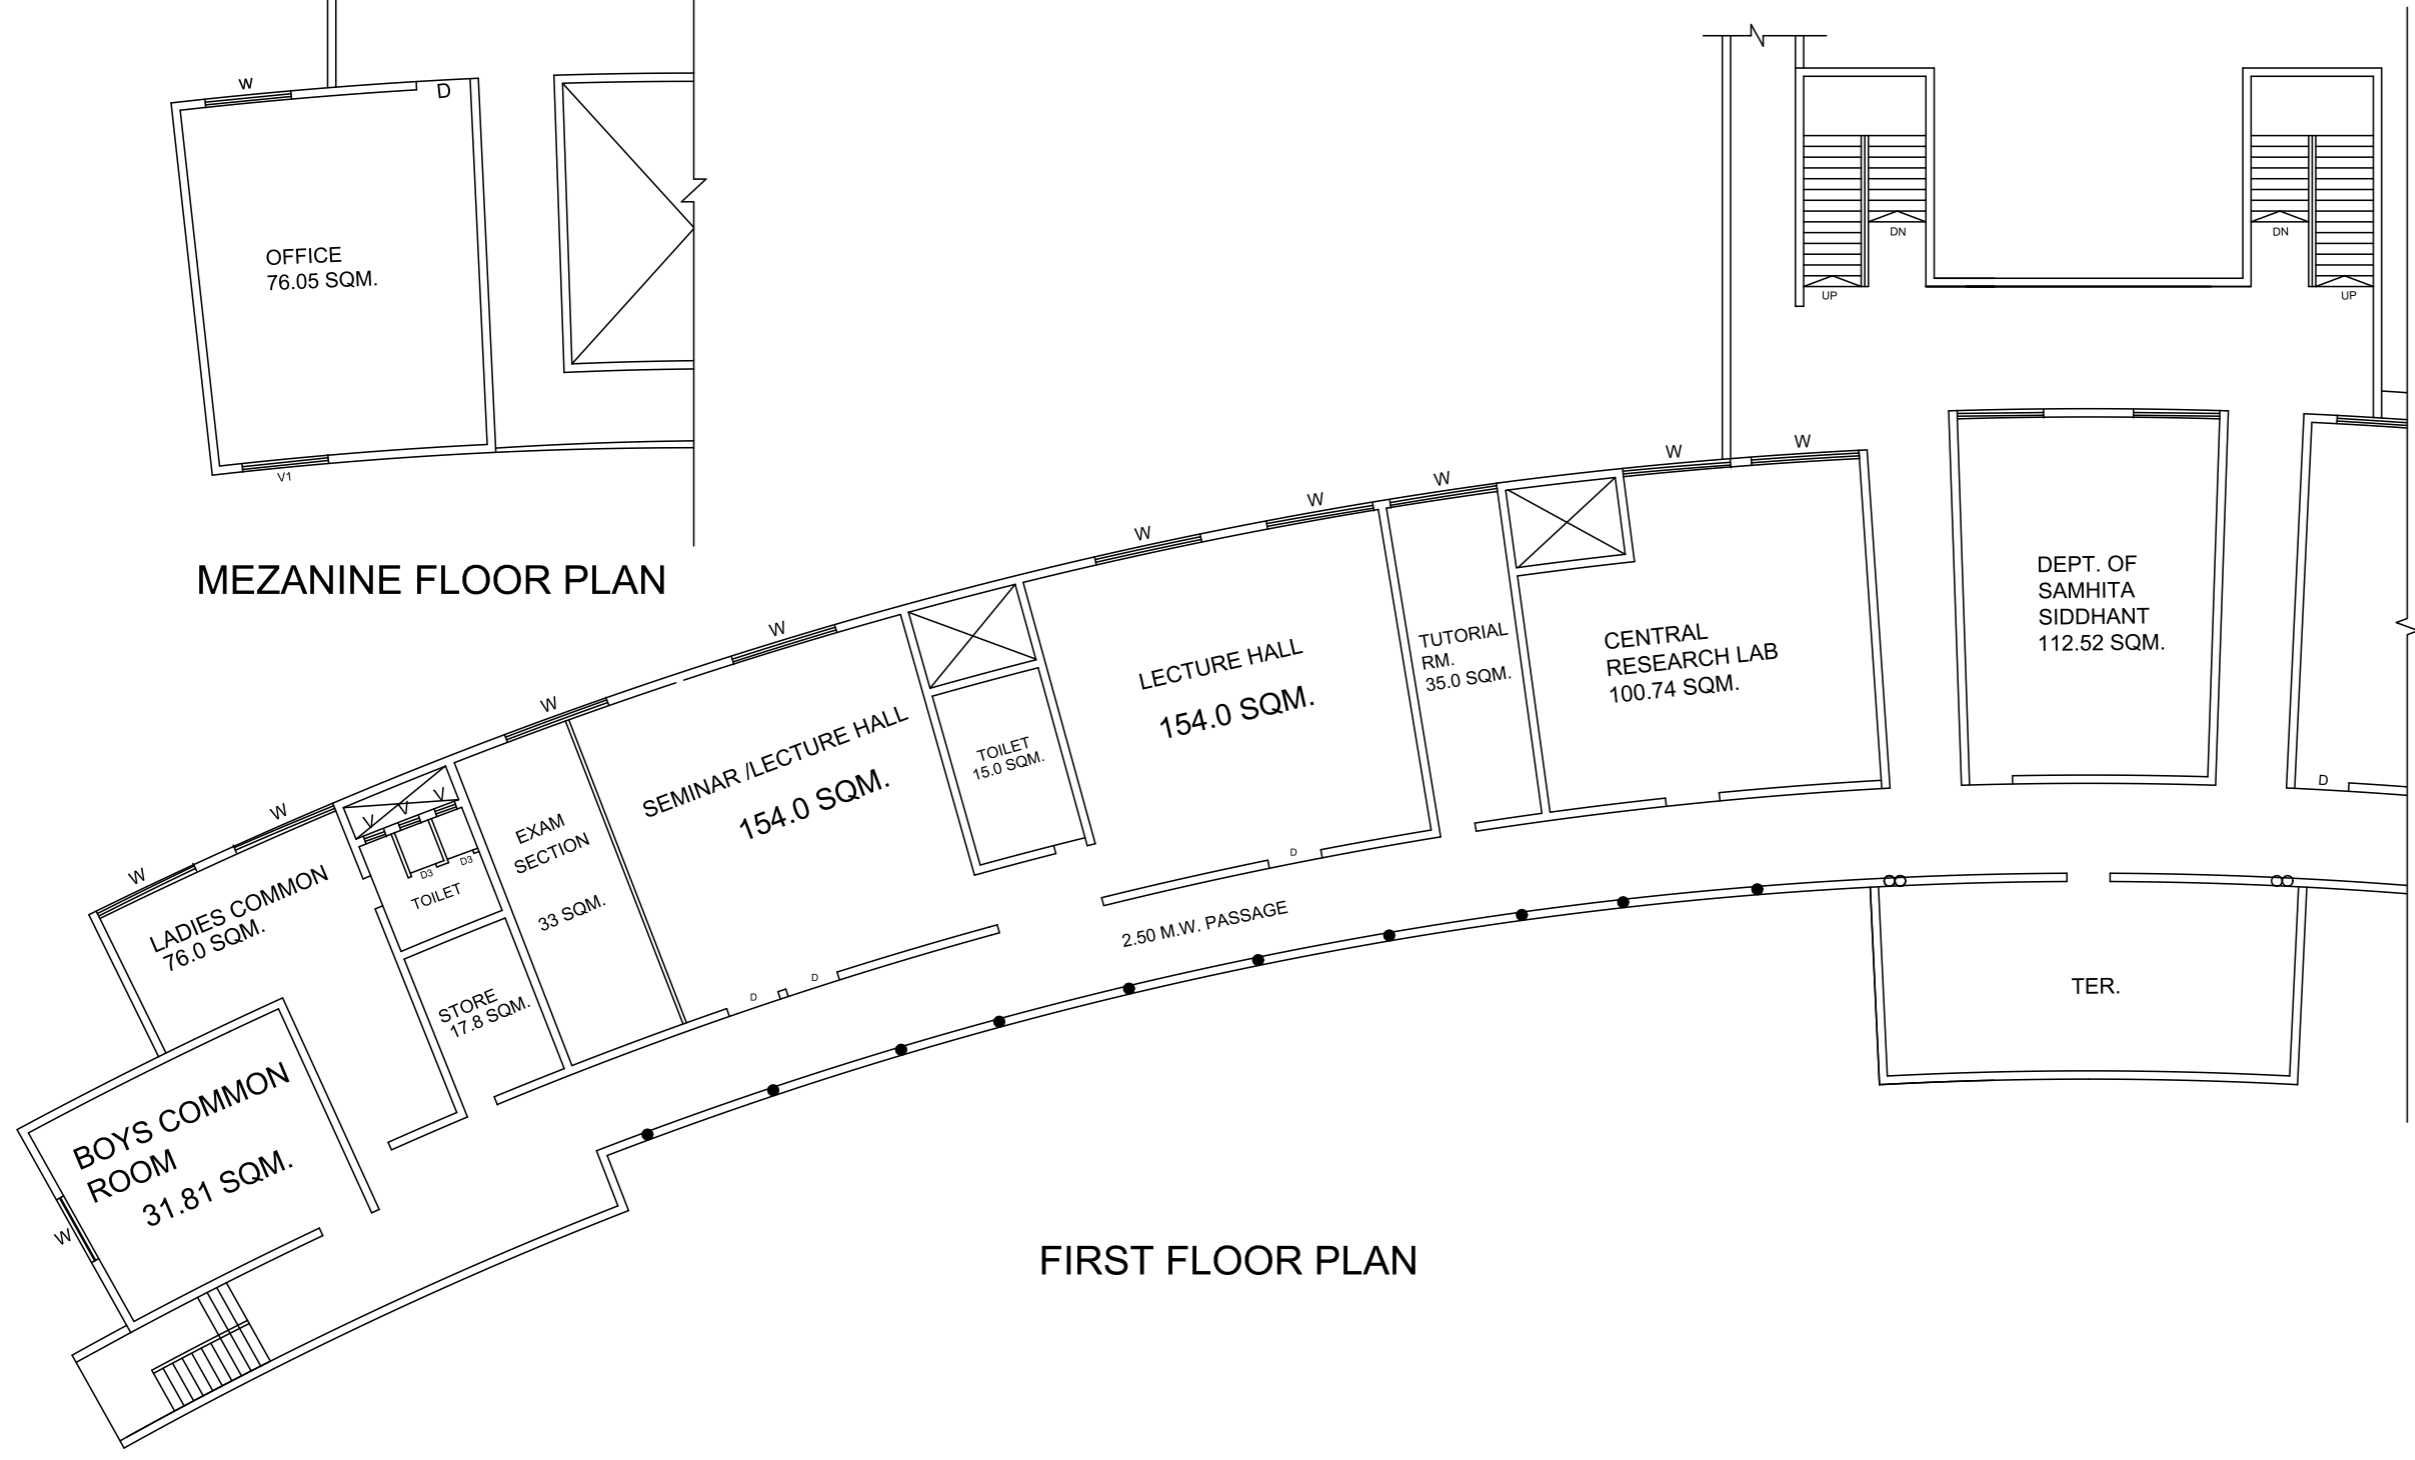 w
D
OFFICE
76.05 SQM.
V1
MEZANINE FLOOR PLAN
DN
UP
DN
UP
W
W
W
W
W
W
W
W
W
W
DEPT. OF
SAMHITA
SIDDHANT
112.52 SQM.
CENTRAL
RESEARCH LAB
100.74 SQM.
TUTORIAL
RM.
35.0 SQM.
LECTURE HALL
154.0 SQM.
TOILET
15.0 SQM.
SEMINAR /LECTURE HALL
154.0 SQM.
EXAM
SECTION
33 SQM.
V
V
V
D3
D3
TOILET
STORE
17.8 SQM.
LADIES COMMON
76.0 SQM.
BOYS COMMON
ROOM
31.81 SQM.
W
D
D
D
D
2.50 M.W. PASSAGE
TER.
FIRST FLOOR PLAN